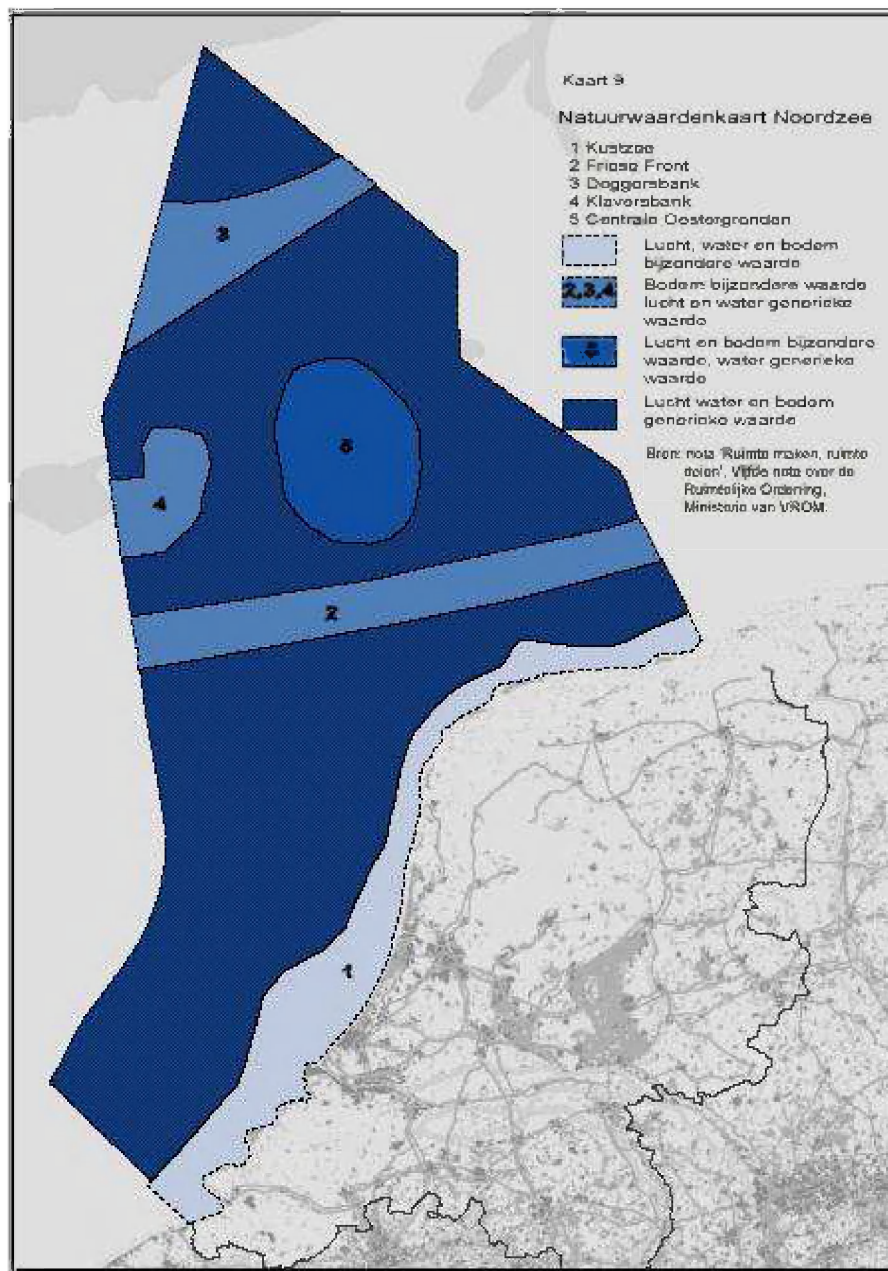 Kaart 9
Natuurwaardenkaart Noordzee
1 Kustzee
2 Friese Front
3 Doggersbank
4 Klaversbank
5 Centrale Oestergronden
Lucht, water en bodem
bijzondere waarde
2,3,4
Bodem bijzondere waarde
lucht en water generieke
waarde
5
Lucht en bodem bijzondere
waarde, water generieke
waarde
Lucht water en bodem
generieke waarde
Bron: nota 'Ruimte maken, ruimte
delen', Vijfde nota over de
Ruimtelijke Ordening,
Ministerie van VROM.
3
5
4
2
1